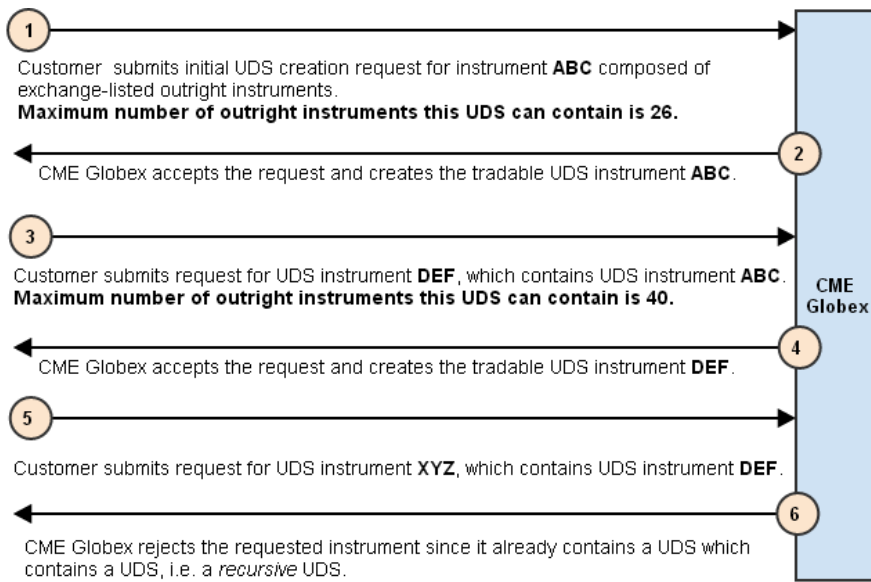 1
Customer submits initial UDS creation request for instrument ABC composed of
exchange-listed outright instruments.
Maximum number of outright instruments this UDS can contain is 26.
2
CME Globex accepts the request and creates the tradable UDS instrument ABC.
3
Customer submits request for UDS instrument DEF, which contains UDS instrument ABC.
Maximum number of outright instruments this UDS can contain is 40.
CME
Globex
4
CME Globex accepts the request and creates the tradable UDS instrument DEF.
5
Customer submits request for UDS instrument XYZ, which contains UDS instrument DEF.
6
CME Globex rejects the requested instrument since it already contains a UDS which
contains a UDS, i.e. a recursive UDS.